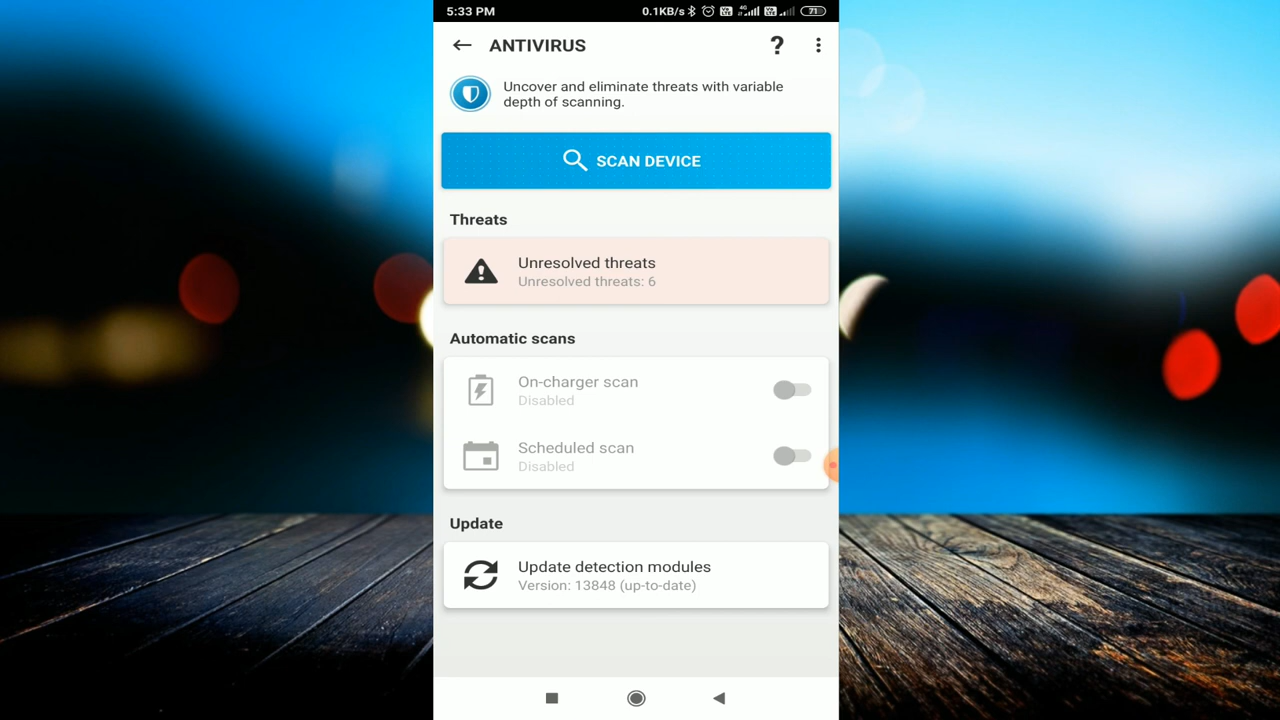 5:33 PM 0.1KB/s 4G 71
ANTIVIRUS ?
Uncover and eliminate threats with variable
depth of scanning.
SCAN DEVICE
Threats
Unresolved threats
Unresolved threats: 6
Automatic scans
On-charger scan
Disabled
Scheduled scan
Disabled
Update
Update detection modules
Version: 13848 (up-to-date)